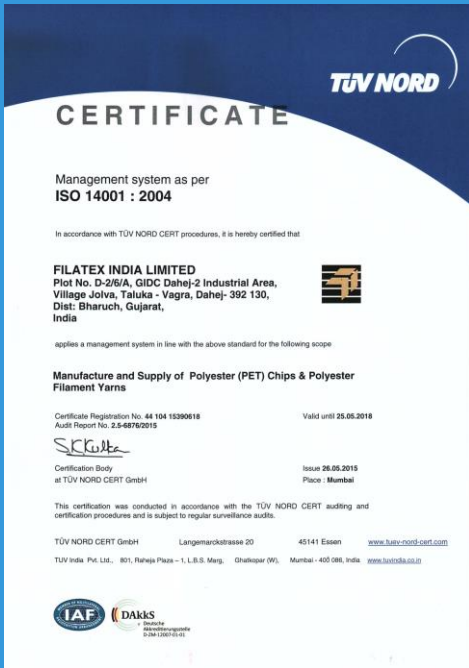 TÜV NORD
CERTIFICATE
Management system as per
ISO 14001 : 2004
In accordance with TÜV NORD CERT procedures, it is hereby certified that
FILATEX INDIA LIMITED
Plot No. D-2/6/A, GIDC Dahej-2 Industrial Area,
Village Jolva, Taluka - Vagra, Dahej- 392 130,
Dist: Bharuch, Gujarat,
India
applies a management system in line with the above standard for the following scope
Manufacture and Supply of Polyester (PET) Chips & Polyester
Filament Yarns
Certificate Registration No. 44 104 15390618 Valid until 25.05.2018
Audit Report No. 2.5-6876/2015
Certification Body Issue 26.05.2015
at TÜV NORD CERT GmbH Place : Mumbai
This certification was conducted in accordance with the TÜV NORD CERT auditing and
certification procedures and is subject to regular surveillance audits.
TÜV NORD CERT GmbH Langemarckstrasse 20 45141 Essen www.tuev-nord-cert.com
TUV India Pvt. Ltd., 801, Raheja Plaza – 1, L.B.S. Marg, Ghatkopar (W), Mumbai - 400 086, India www.tuvindia.co.in
IAF
DAkkS
Deutsche
Akkreditierungsstelle
D-ZM-12007-01-01